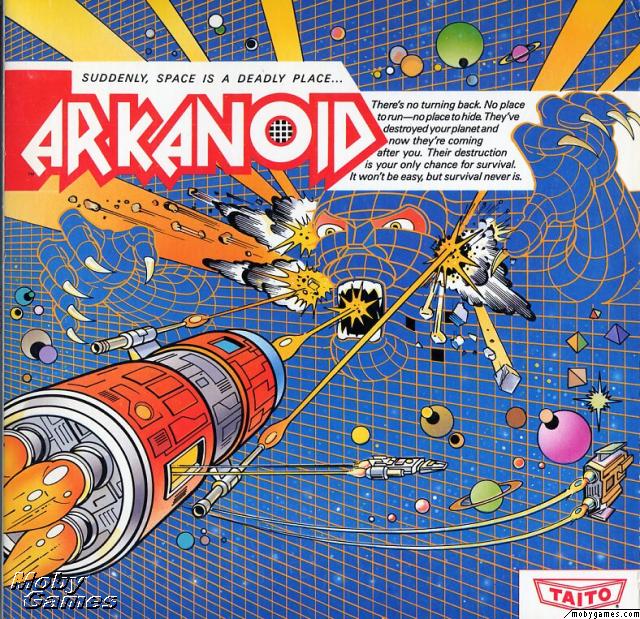 SUDDENLY, SPACE IS A DEADLY PLACE...
ARKANOID
TM
There's no turning back. No place
to run—no place to hide. They've
destroyed your planet and
now they're coming
after you. Their destruction
is your only chance for survival.
It won't be easy, but survival never is.
Moby
Games
TAITO
mobygames.com